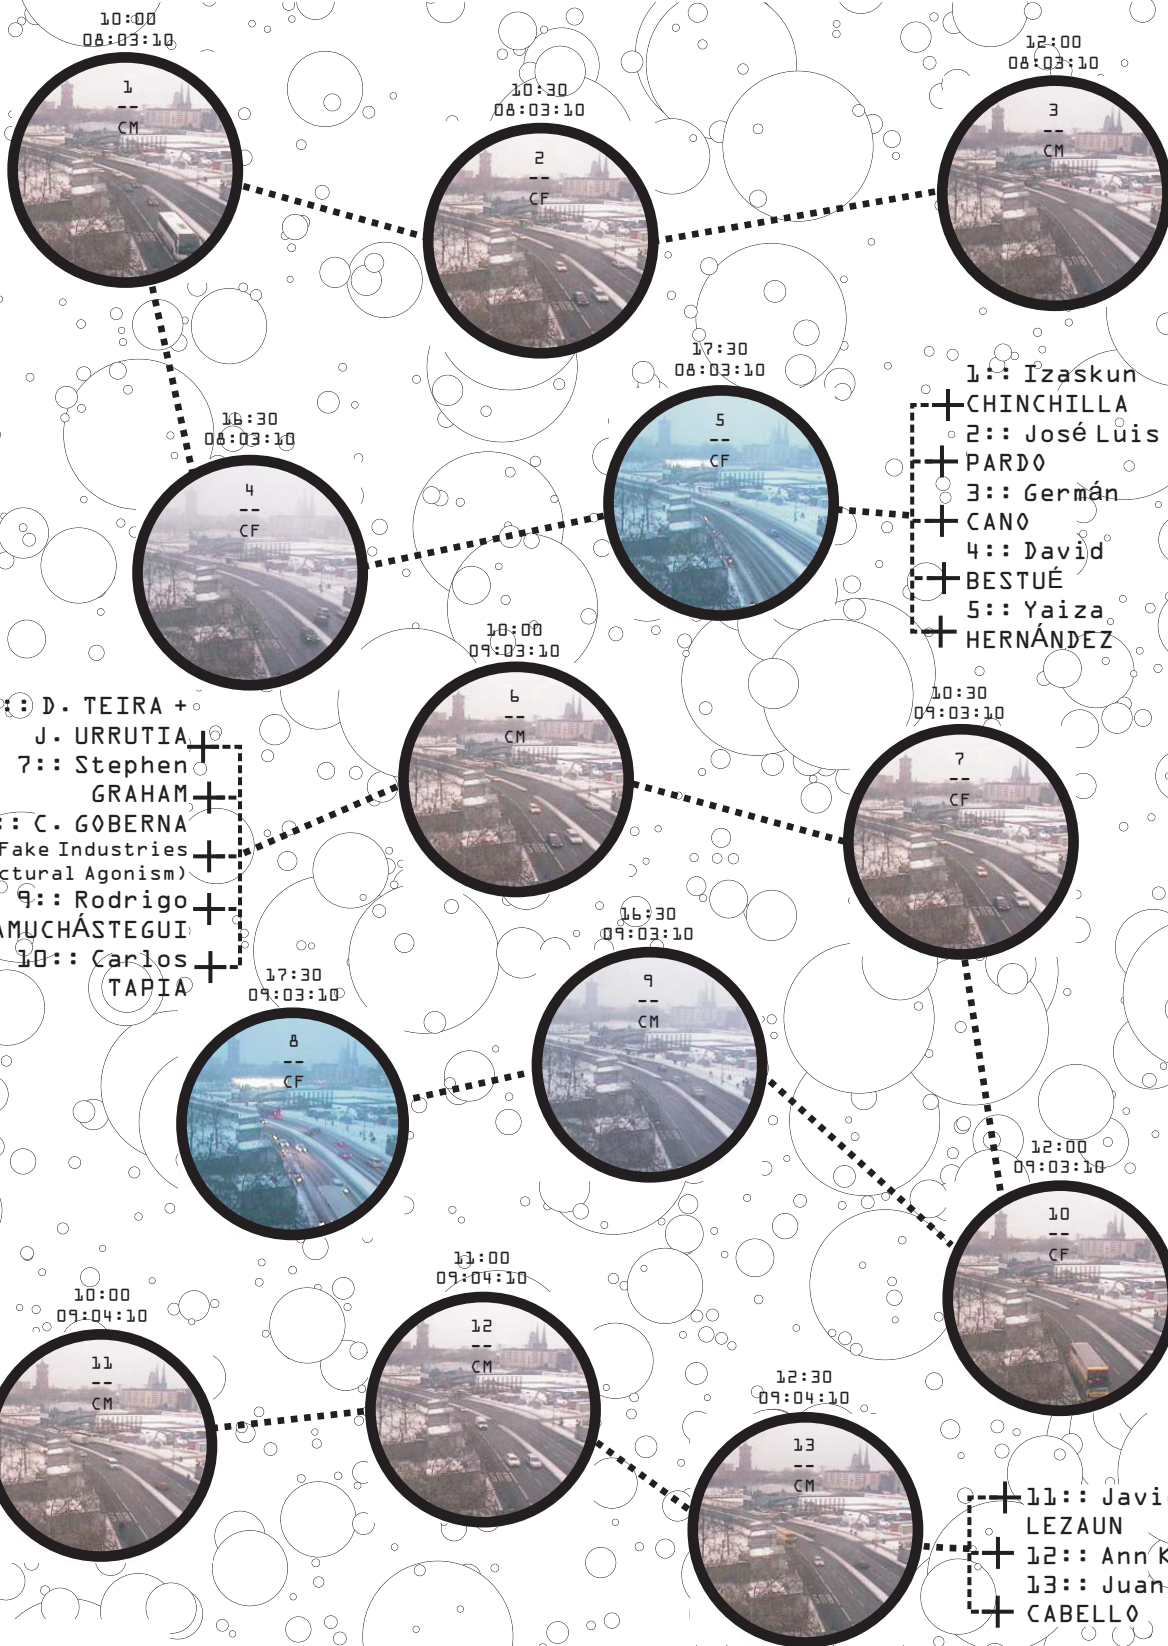 10:00
08:03:10
1
--
CM
10:30
08:03:10
2
--
CF
12:00
08:03:10
3
--
CM
16:30
08:03:10
4
--
CF
17:30
08:03:10
5
--
CF
1:: Izaskun
CHINCHILLA
2:: José Luis
PARDO
3:: Germán
CANO
4:: David
BESTUÉ
5:: Yaiza
HERNÁNDEZ
10:00
09:03:10
6
--
CM
10:30
09:03:10
7
--
CF
:: D. TEIRA +
J. URRUTIA
7:: Stephen
GRAHAM
:: C. GOBERNA
Fake Industries
ctural Agonism)
9:: Rodrigo
AMUCHÁSTEGUI
10:: Carlos
TAPIA
17:30
09:03:10
8
--
CF
16:30
09:03:10
9
--
CM
12:00
09:03:10
10
--
CF
10:00
09:04:10
11
--
CM
11:00
09:04:10
12
--
CM
12:30
09:04:10
13
--
CM
11:: Javi
LEZAUN
12:: Ann K
13:: Juan
CABELLO